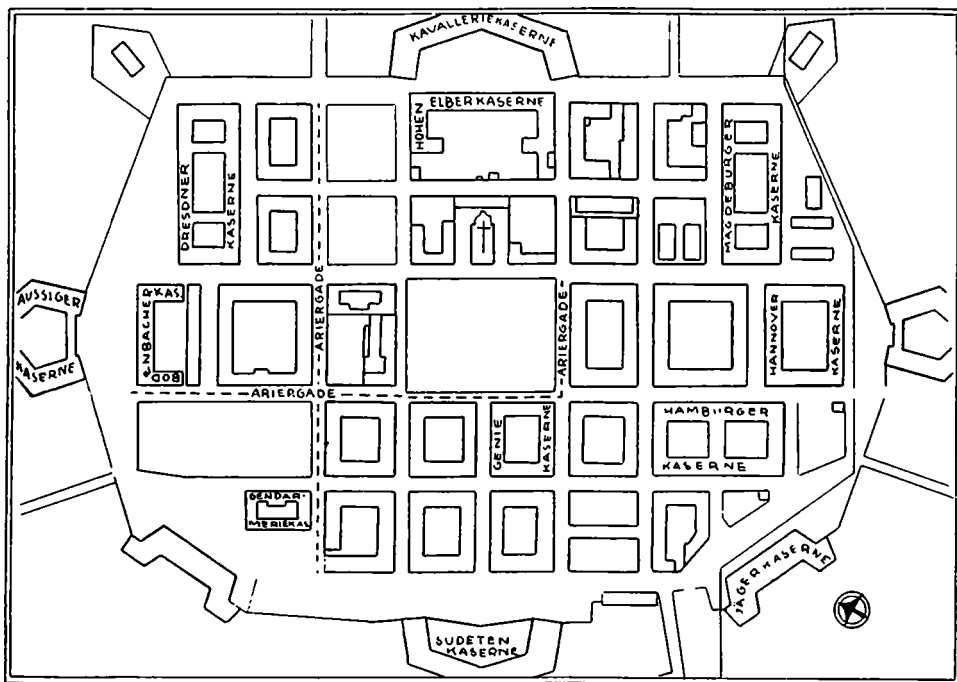 KAVALLERIEKASERNE
HOHEN
ELBERKASERNE
DRESDNER
KASERNE
MAGDEBURGER
KASERNE
ARIERGADE
ARIERGADE
AUSSIGER
KASERNE
BODENBACHER KAS.
HANNOVER
KASERNE
ARIERGADE
GENIE
KASERNE
HAMBURGER
KASERNE
GENDAR-
MERIEKAS.
JÄGERKASERNE
SUDETEN
KASERNE